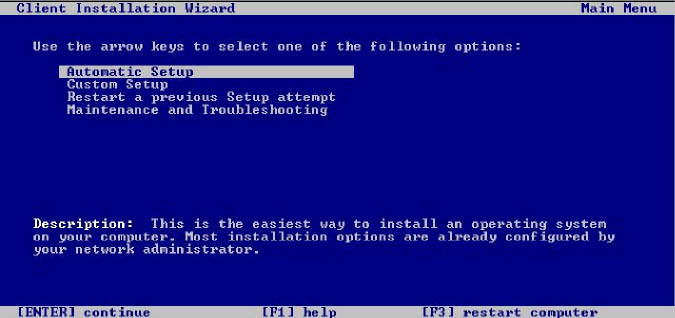 Client Installation Wizard Main Menu
Use the arrow keys to select one of the following options:
Automatic Setup
Custom Setup
Restart a previous Setup attempt
Maintenance and Troubleshooting
Description: This is the easiest way to install an operating system
on your computer. Most installation options are already configured by
your network administrator.
[ENTER] continue [F1] help [F3] restart computer